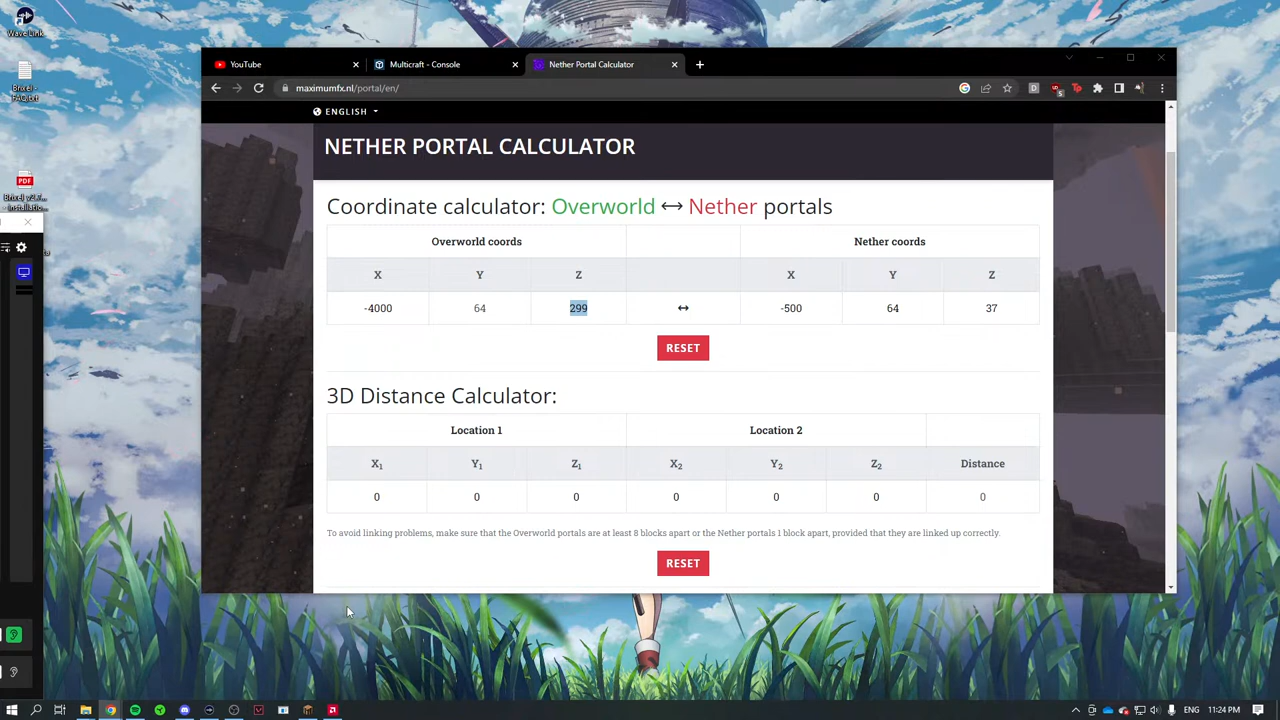 Wave Link
YouTube
Multicraft - Console
Nether Portal Calculator
maximumfx.nl/portal/en/
ENGLISH
NETHER PORTAL CALCULATOR
Coordinate calculator: Overworld ↔ Nether portals
Overworld coords Nether coords
X Y Z X Y Z
-4000 64 299 ↔ -500 64 37
RESET
3D Distance Calculator:
Location 1 Location 2
X₁ Y₁ Z₁ X₂ Y₂ Z₂ Distance
0 0 0 0 0 0 0
To avoid linking problems, make sure that the Overworld portals are at least 8 blocks apart or the Nether portals 1 block apart, provided that they are linked up correctly.
RESET
PDF
ENG 11:24 PM